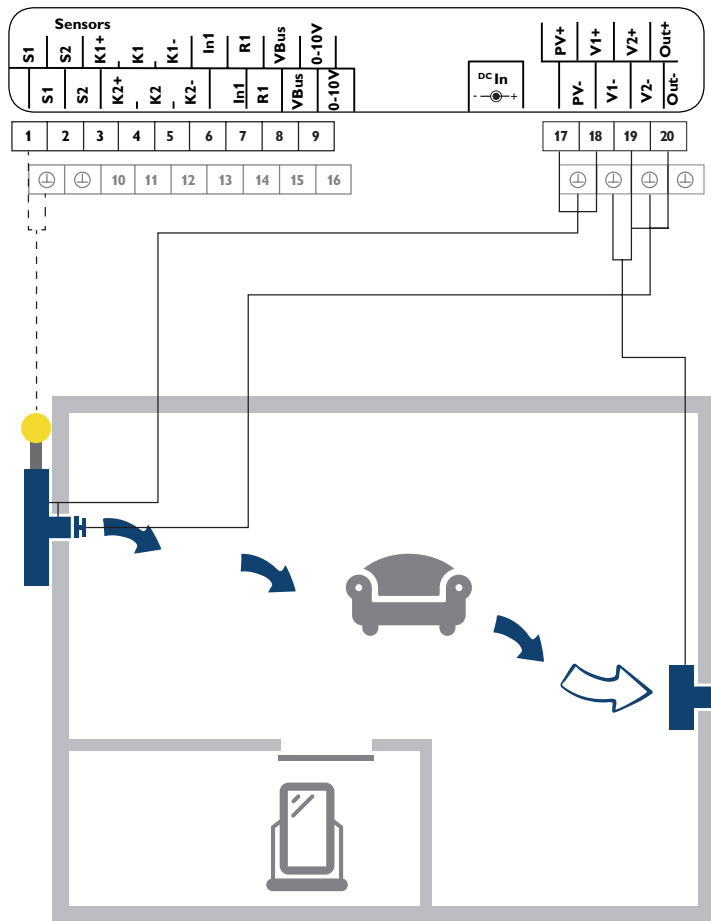 Sensors
S1 S2 K1+ _ K1 _ K1- In1 R1 VBus 0-10V
S1 S2 K2+ _ K2 _ K2- In1 R1 VBus 0-10V
DC In
- +
PV+ V1+ V2+ Out+
PV- V1- V2- Out-
1 2 3 4 5 6 7 8 9
17 18 19 20
10 11 12 13 14 15 16